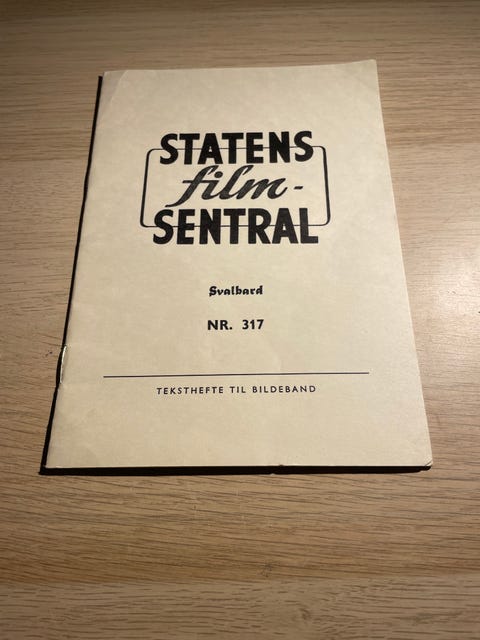 STATENS
film-
SENTRAL
Svalbard
NR. 317
TEKSTHEFTE TIL BILDEBAND